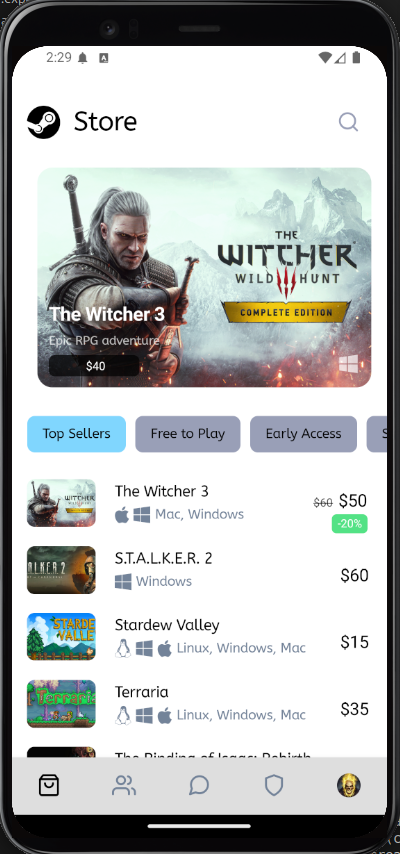 2:29
Store
THE
WITCHER
WILD HUNT
COMPLETE EDITION
The Witcher 3
Epic RPG adventure
$40
Top Sellers
Free to Play
Early Access
S
The Witcher 3
Mac, Windows
$60 $50
-20%
S.T.A.L.K.E.R. 2
Windows
$60
Stardew Valley
Linux, Windows, Mac
$15
Terraria
Linux, Windows, Mac
$35
The Binding of Isaac: Rebirth